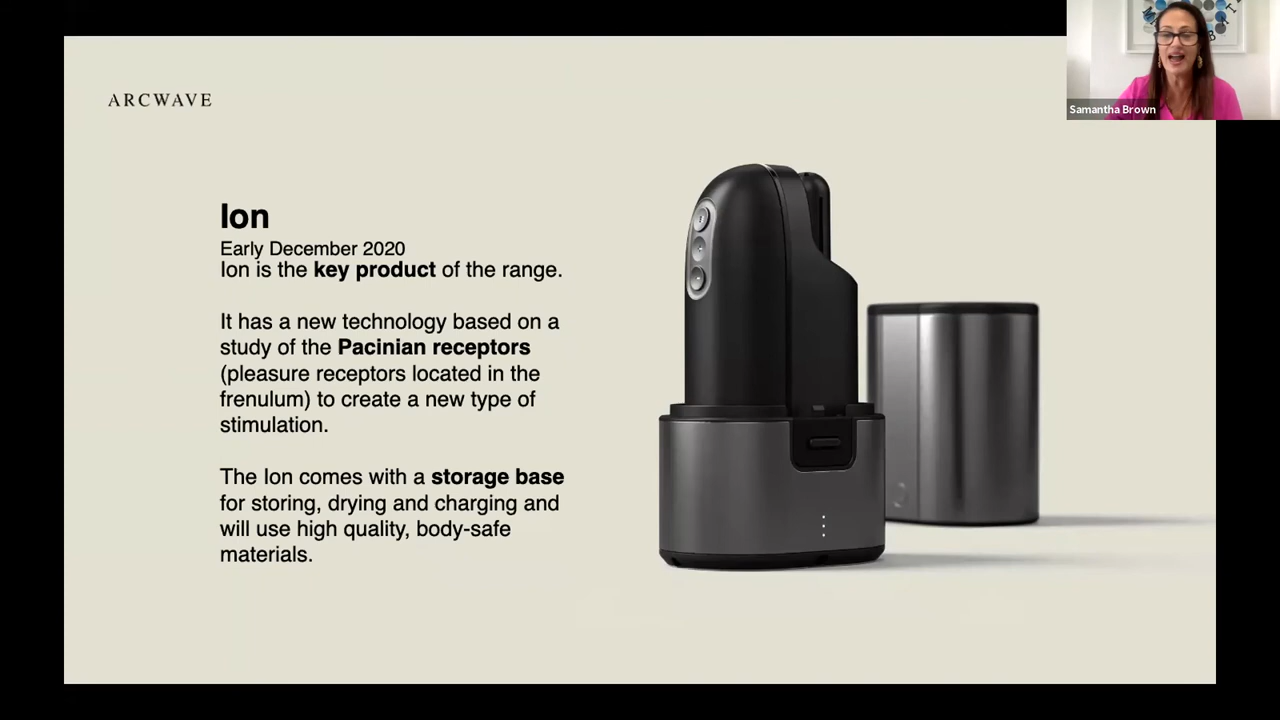 ARCWAVE
Samantha Brown
Ion
Early December 2020
Ion is the key product of the range.
It has a new technology based on a
study of the Pacinian receptors
(pleasure receptors located in the
frenulum) to create a new type of
stimulation.
The Ion comes with a storage base
for storing, drying and charging and
will use high quality, body-safe
materials.